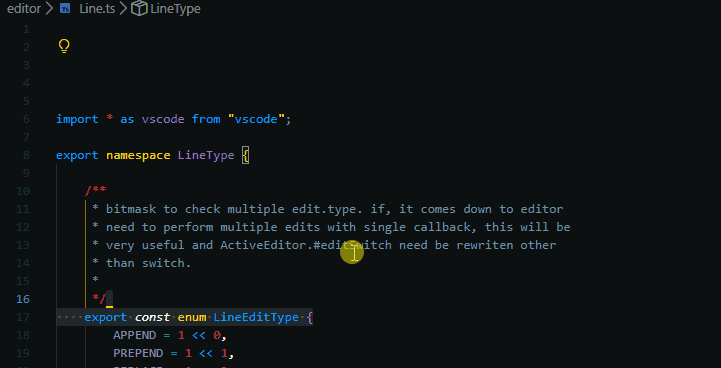 editor > TS Line.ts > LineType
1
2
3
4
5
6 import * as vscode from "vscode";
7
8 export namespace LineType {
9
10 /**
11 * bitmask to check multiple edit.type. if, it comes down to editor
12 * need to perform multiple edits with single callback, this will be
13 * very useful and ActiveEditor.#editSwitch need be rewriten other
14 * than switch.
15 *
16 */
17 ····export·const·enum·LineEditType·{
18 APPEND = 1 << 0,
19 PREPEND = 1 << 1,